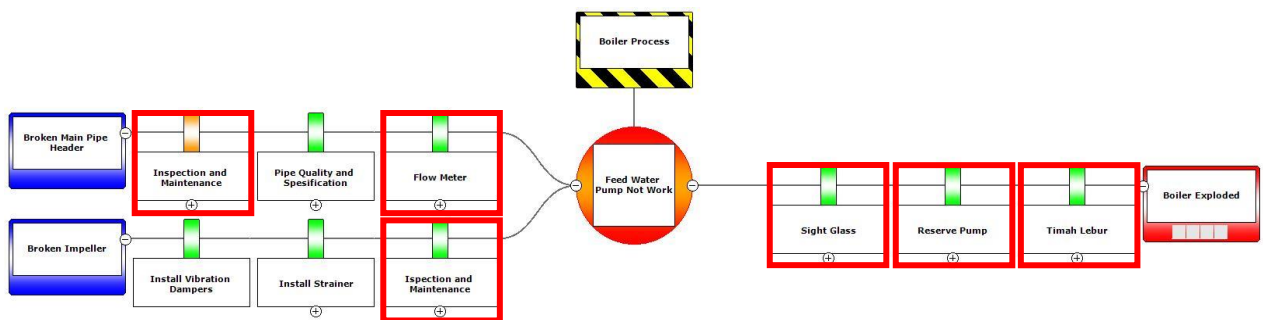 Boiler Process
Broken Main Pipe
Header
Inspection and
Maintenance
Pipe Quality and
Spesification
Flow Meter
Feed Water
Pump Not Work
Sight Glass
Reserve Pump
Timah Lebur
Boiler Exploded
Broken Impeller
Install Vibration
Dampers
Install Strainer
Ispection and
Maintenance